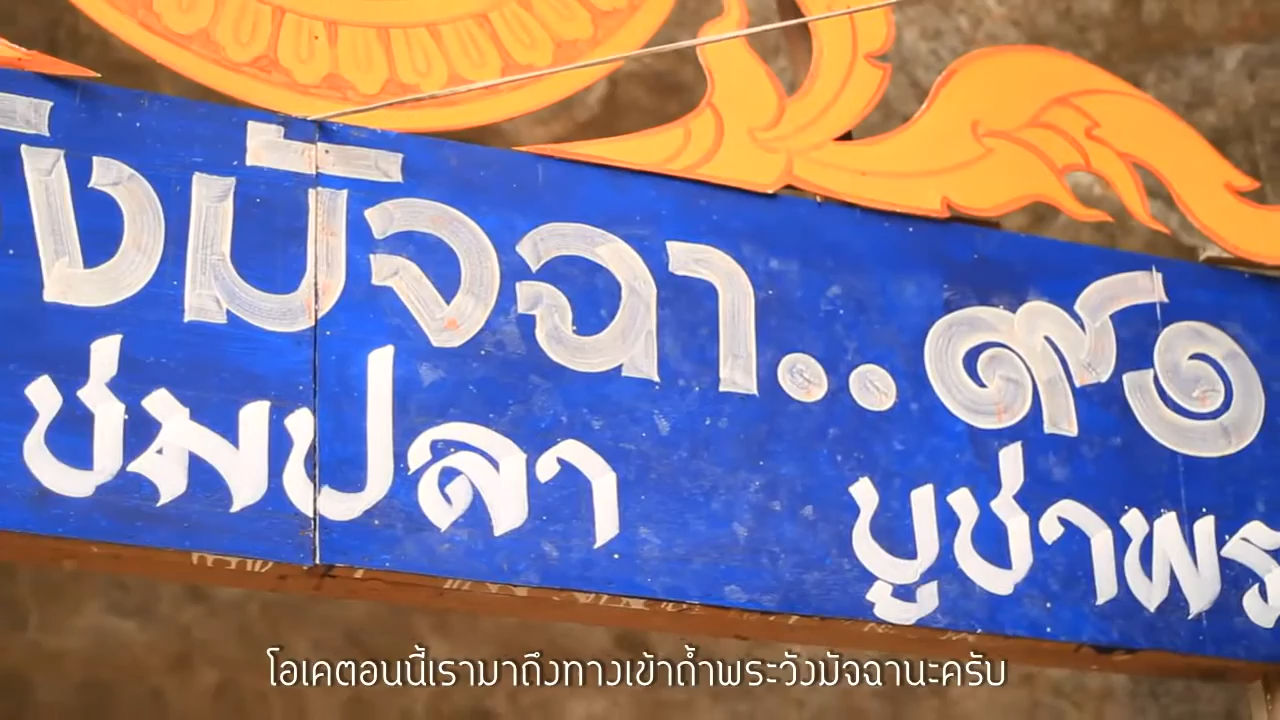 ังมัจฉา..๙๑
ชมปลา บูชาพระ
โอเคตอนนี้เรามาถึงทางเข้าถ้ำพระวังมัจฉานะครับ